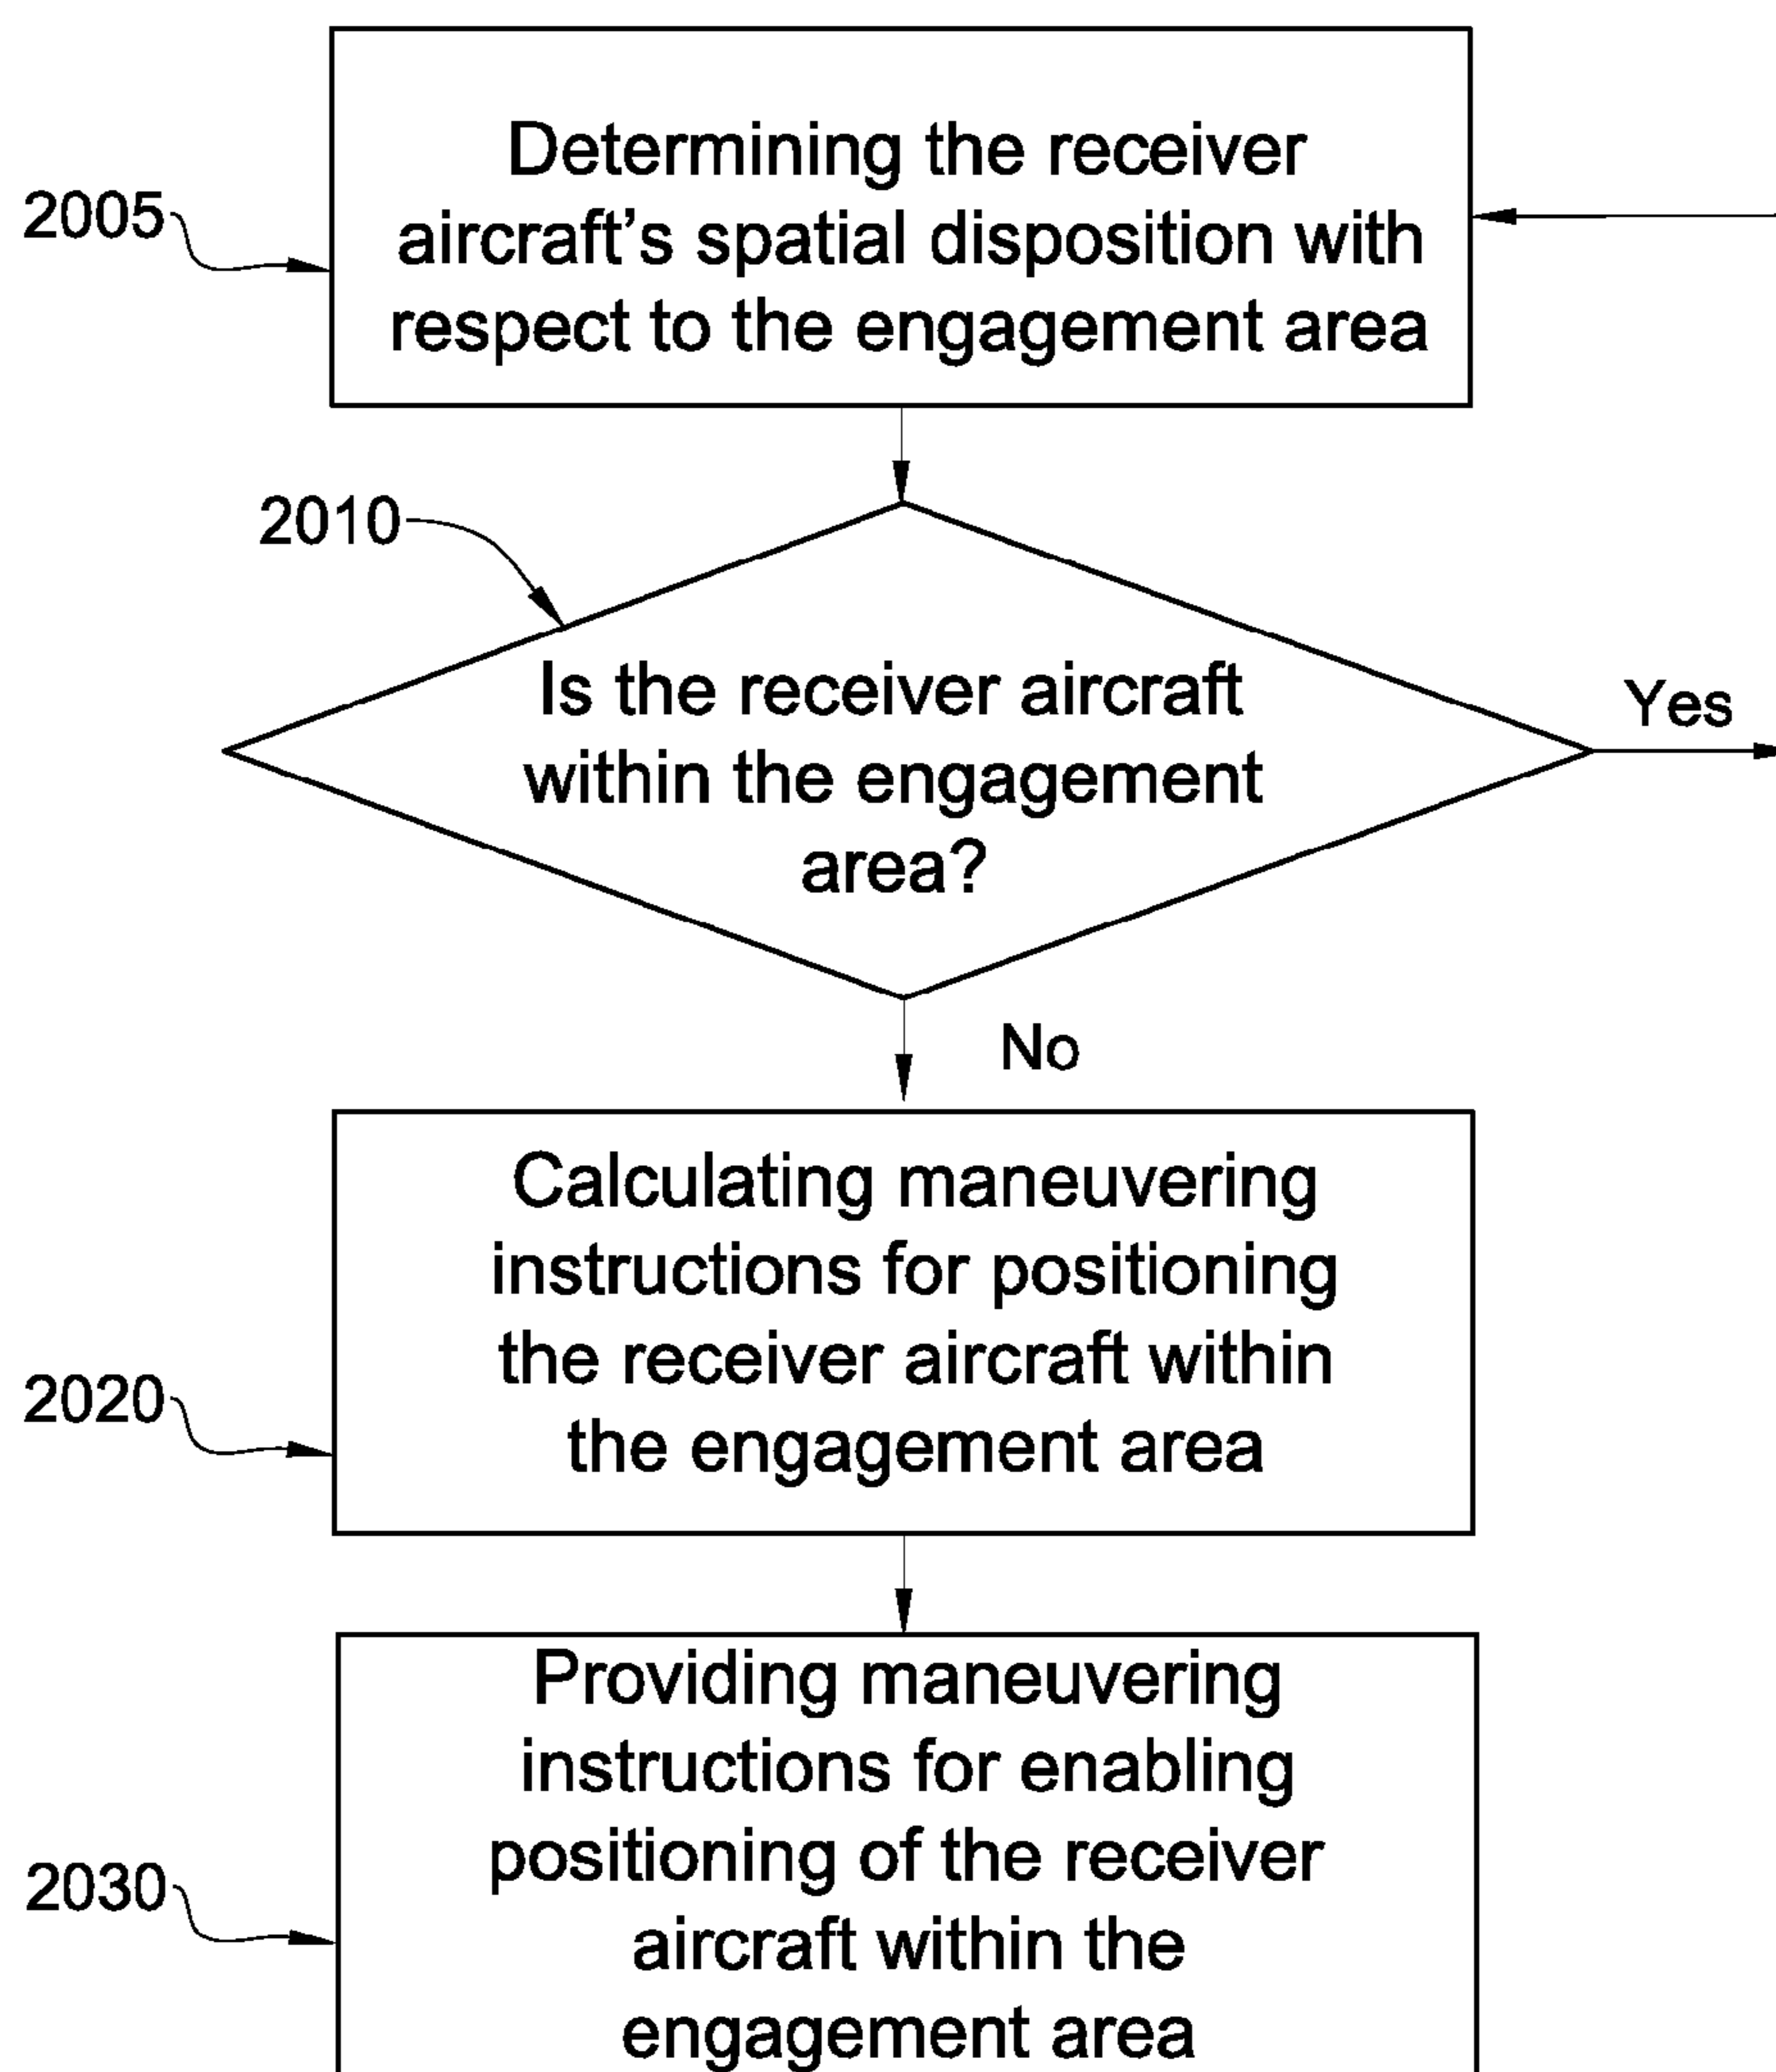 Determining the receiver
aircraft’s spatial disposition with
respect to the engagement area
2005
2010
Is the receiver aircraft
within the engagement
area?
Yes
No
Calculating maneuvering
instructions for positioning
the receiver aircraft within
the engagement area
2020
Providing maneuvering
instructions for enabling
positioning of the receiver
aircraft within the
engagement area
2030